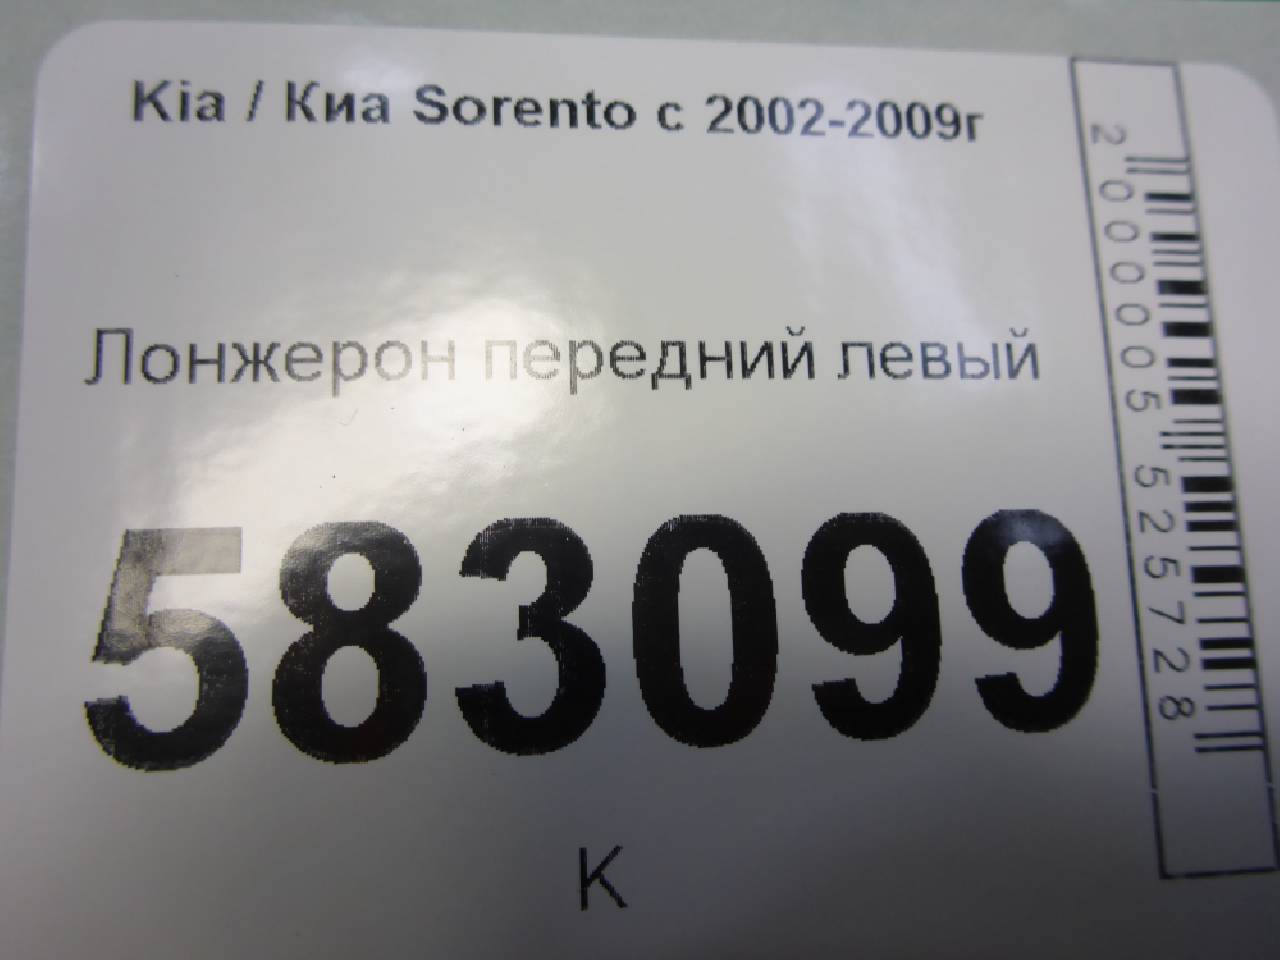 Kia / Киа Sorento с 2002-2009г
Лонжерон передний левый
583099
К
2000005525728